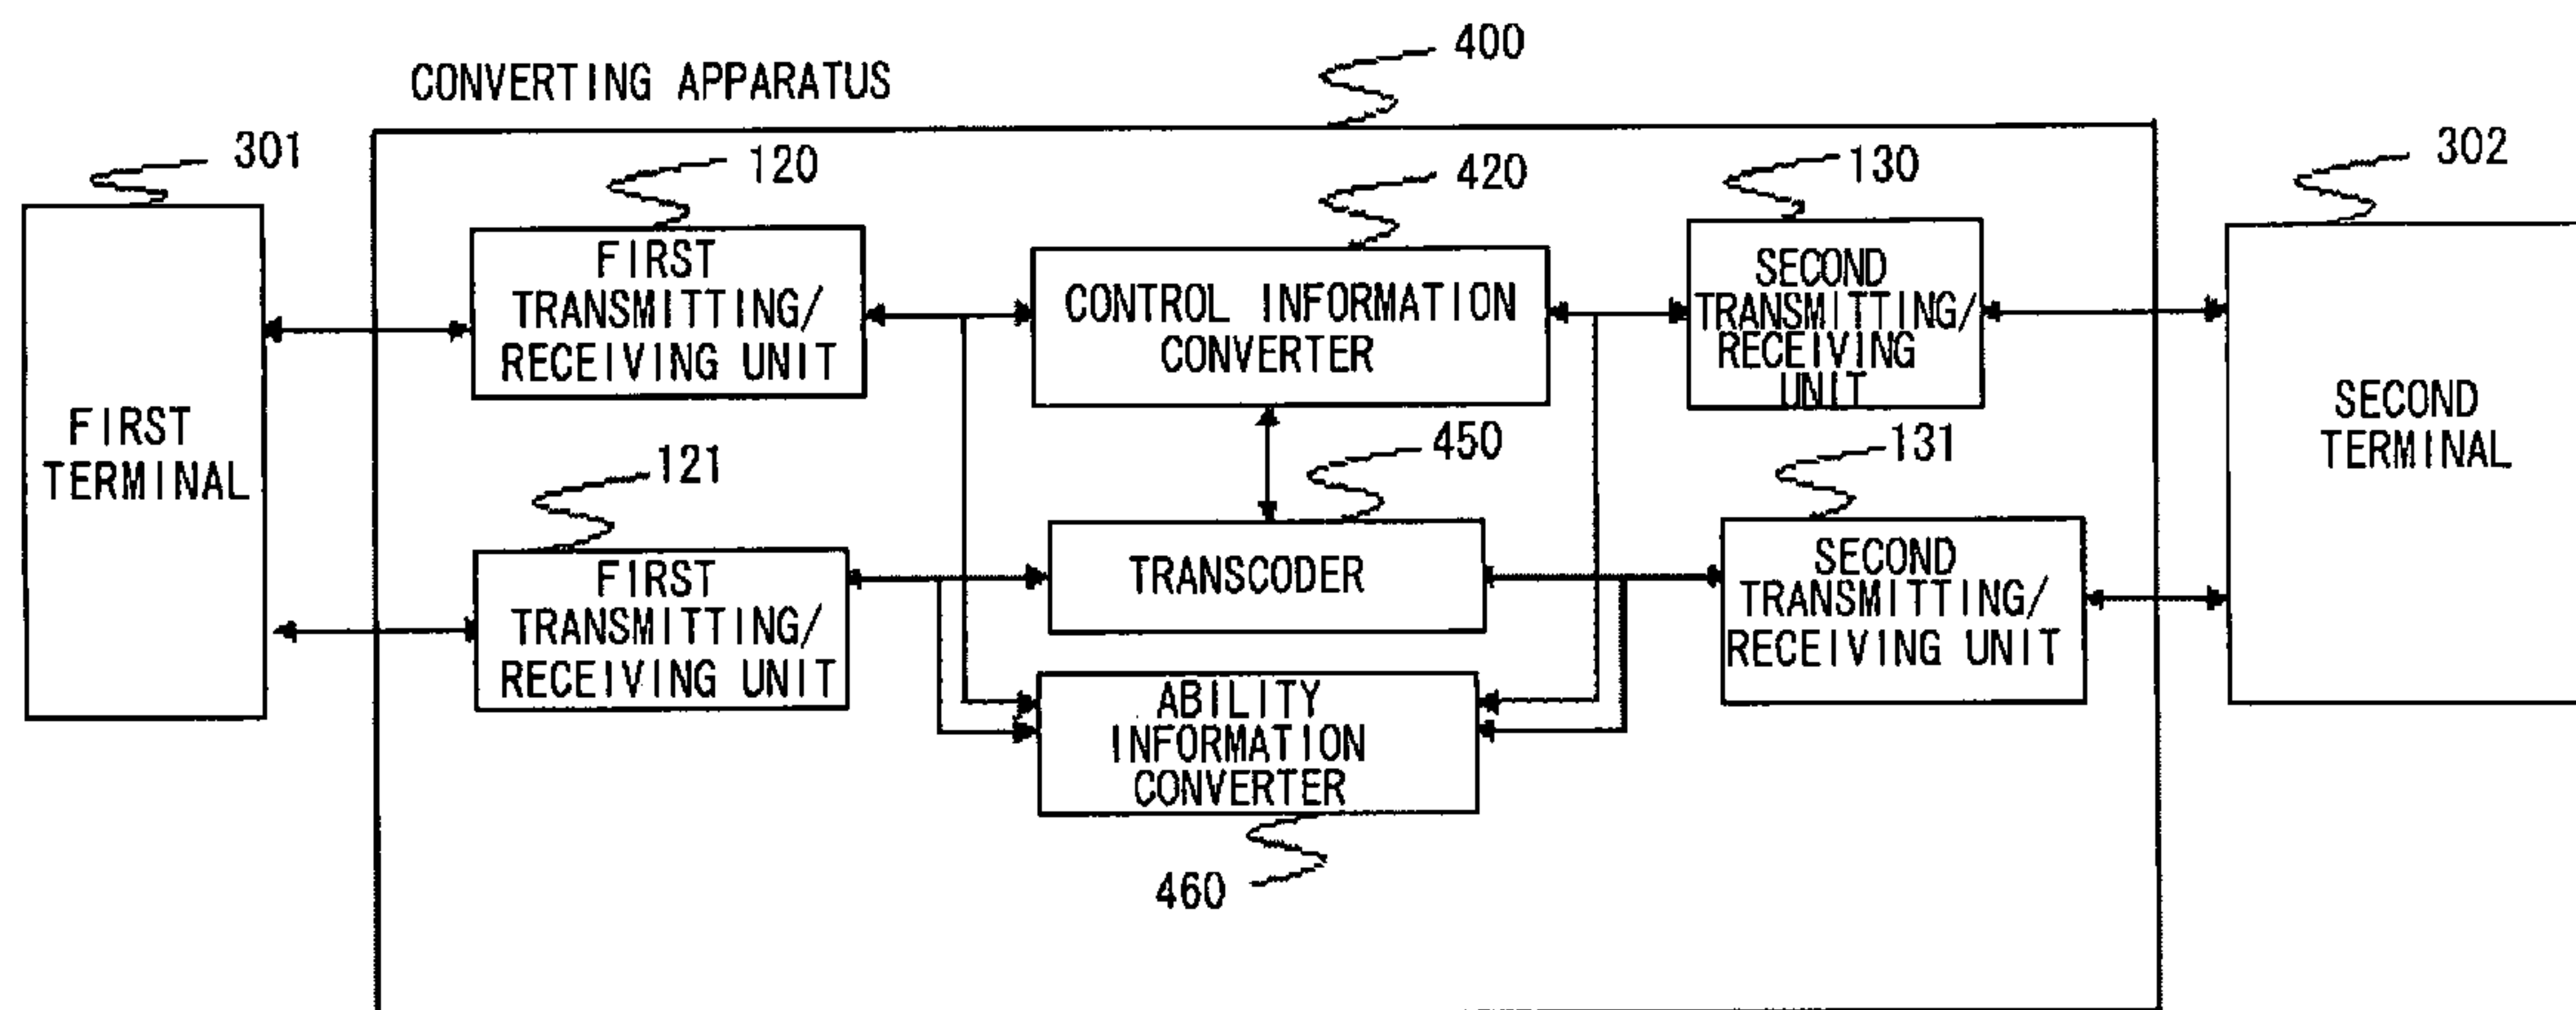 400
CONVERTING APPARATUS
301
120
420
130
302
FIRST
TRANSMITTING/
RECEIVING UNIT
CONTROL INFORMATION
CONVERTER
SECOND
TRANSMITTING/
RECEIVING
UNIT
FIRST
TERMINAL
SECOND
TERMINAL
121
450
131
FIRST
TRANSMITTING/
RECEIVING UNIT
TRANSCODER
SECOND
TRANSMITTING/
RECEIVING UNIT
ABILITY
INFORMATION
CONVERTER
460